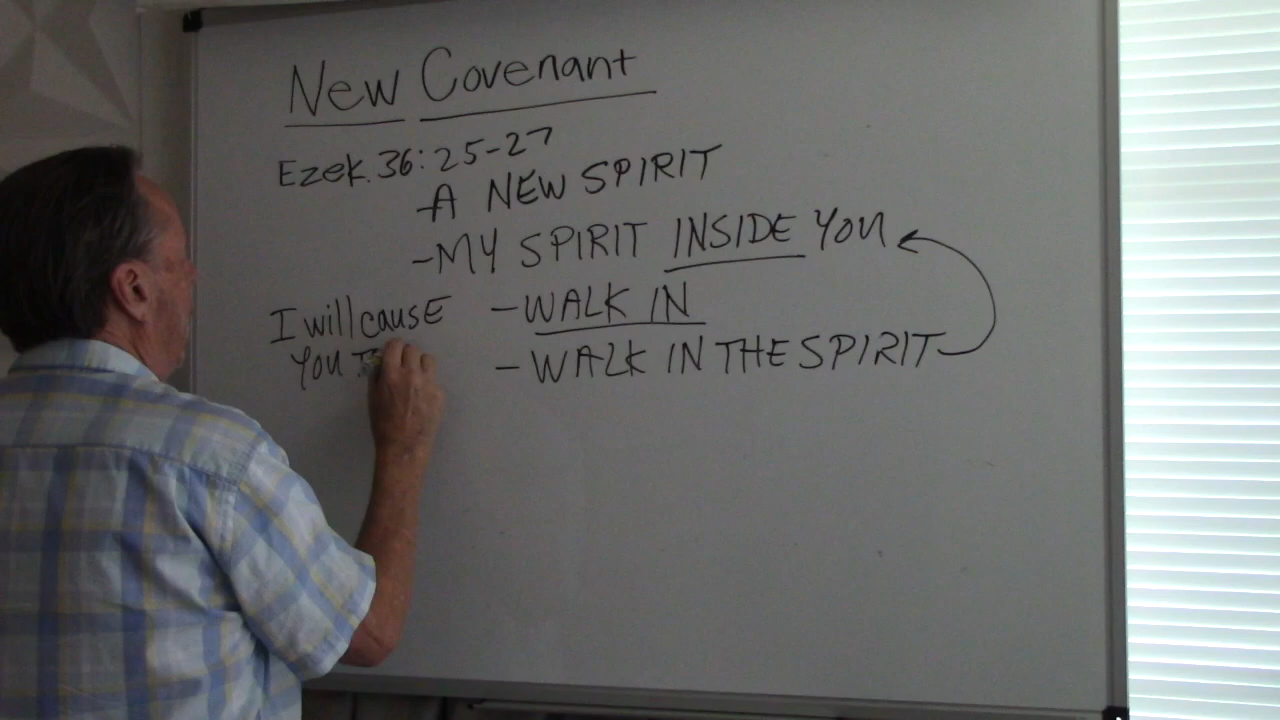 New Covenant
Ezek. 36:25-27
-A NEW SPIRIT
-MY SPIRIT INSIDE YOU
I will cause - WALK IN
YOU - WALK IN THE SPIRIT